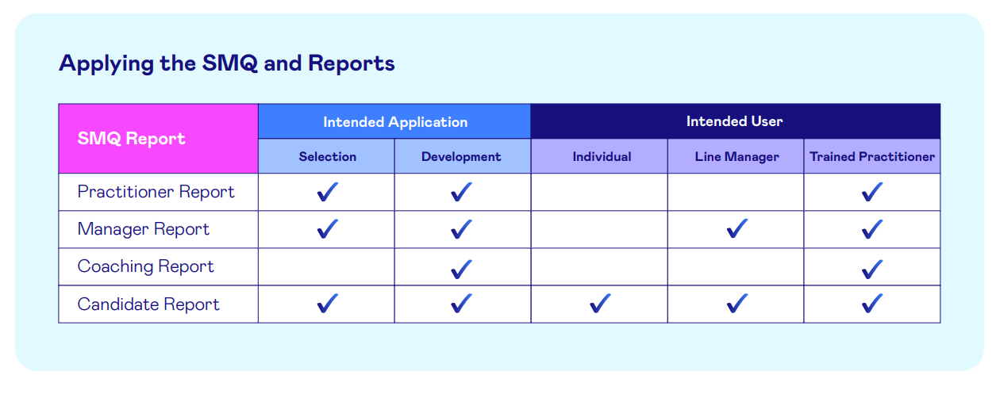 Applying the SMQ and Reports
SMQ Report
Intended Application
Intended User
Selection
Development
Individual
Line Manager
Trained Practitioner
Practitioner Report ✓ ✓ ✓
Manager Report ✓ ✓ ✓ ✓
Coaching Report ✓ ✓
Candidate Report ✓ ✓ ✓ ✓ ✓